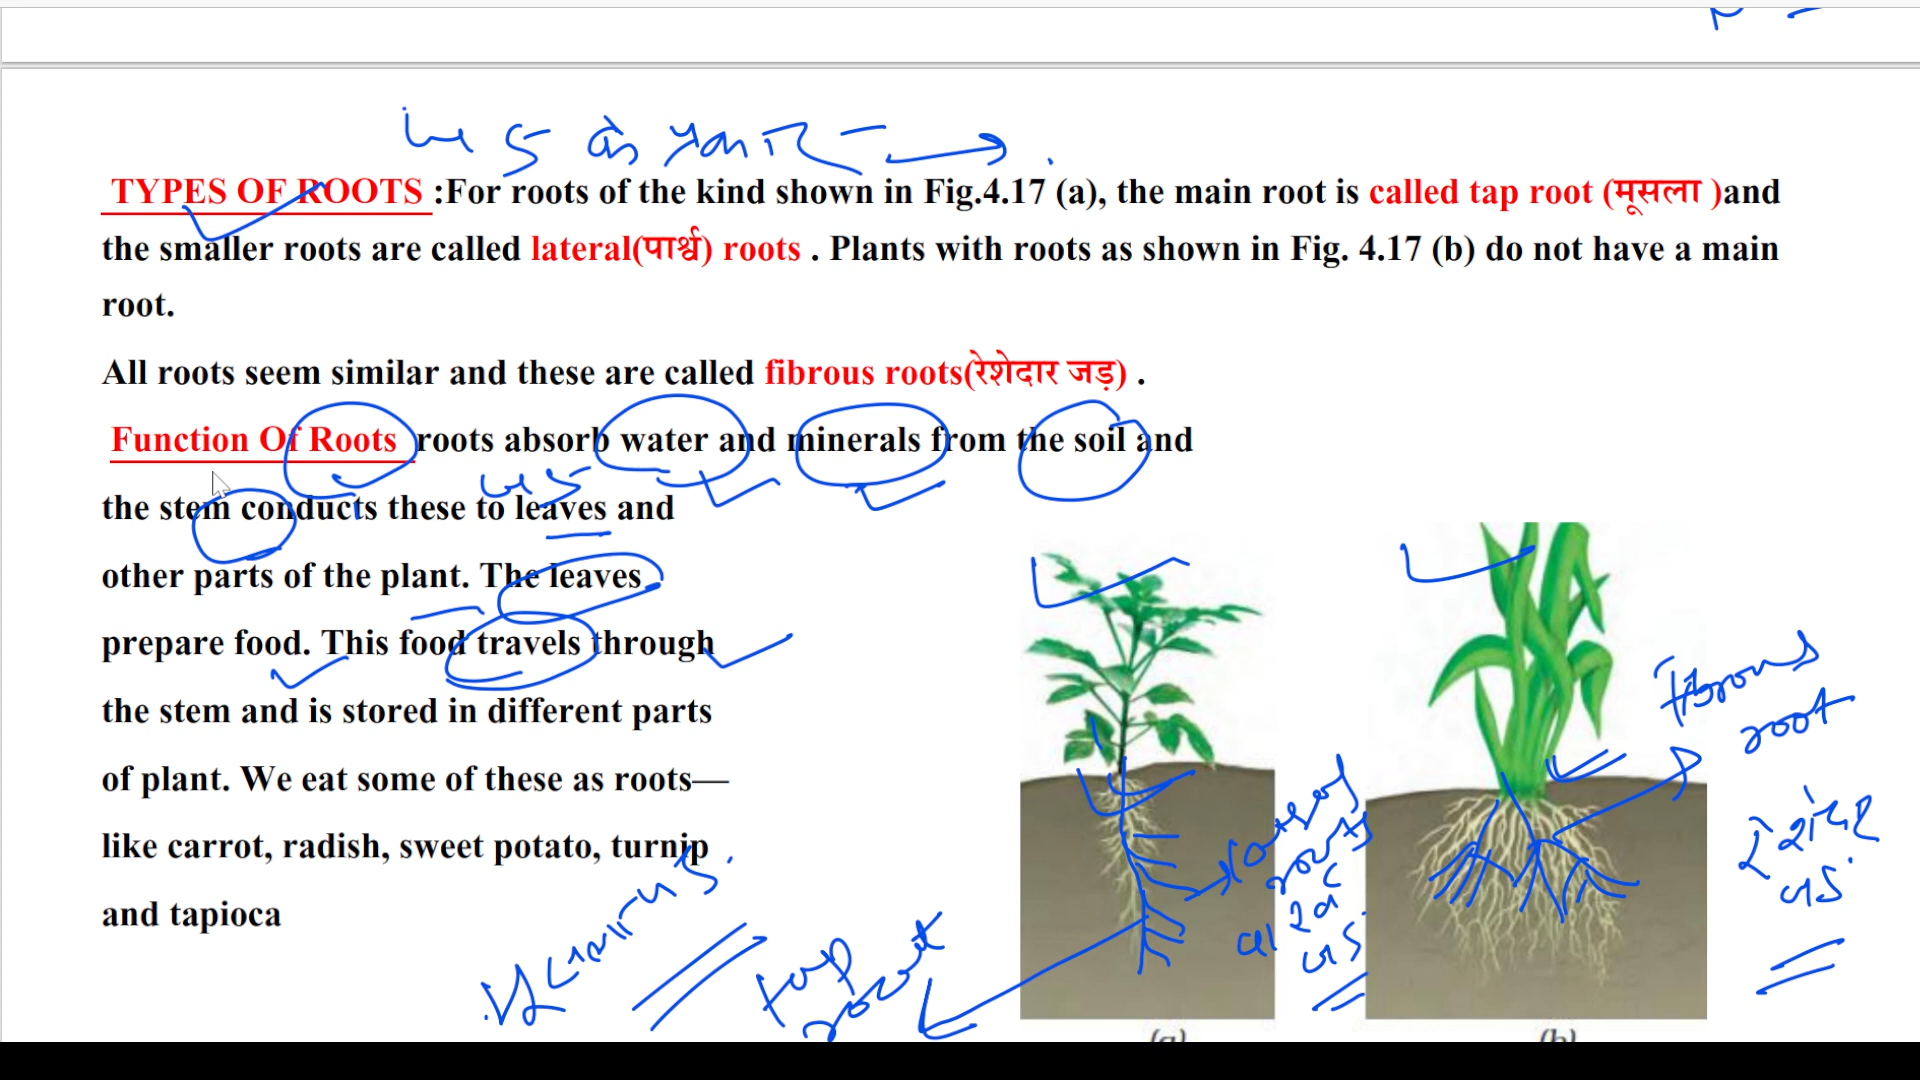 जड़ के प्रकार
TYPES OF ROOTS :For roots of the kind shown in Fig.4.17 (a), the main root is called tap root (मूसला )and
the smaller roots are called lateral(पार्श्व) roots . Plants with roots as shown in Fig. 4.17 (b) do not have a main
root.
All roots seem similar and these are called fibrous roots(रेशेदार जड़) .
Function Of Roots roots absorb water and minerals from the soil and
जड़
the stem conducts these to leaves and
other parts of the plant. The leaves
prepare food. This food travels through
the stem and is stored in different parts
of plant. We eat some of these as roots—
like carrot, radish, sweet potato, turnip
and tapioca
fibrous
root
रेशेदार
जड़
lateral
roots
जड़
tap
root
(a)
(b)